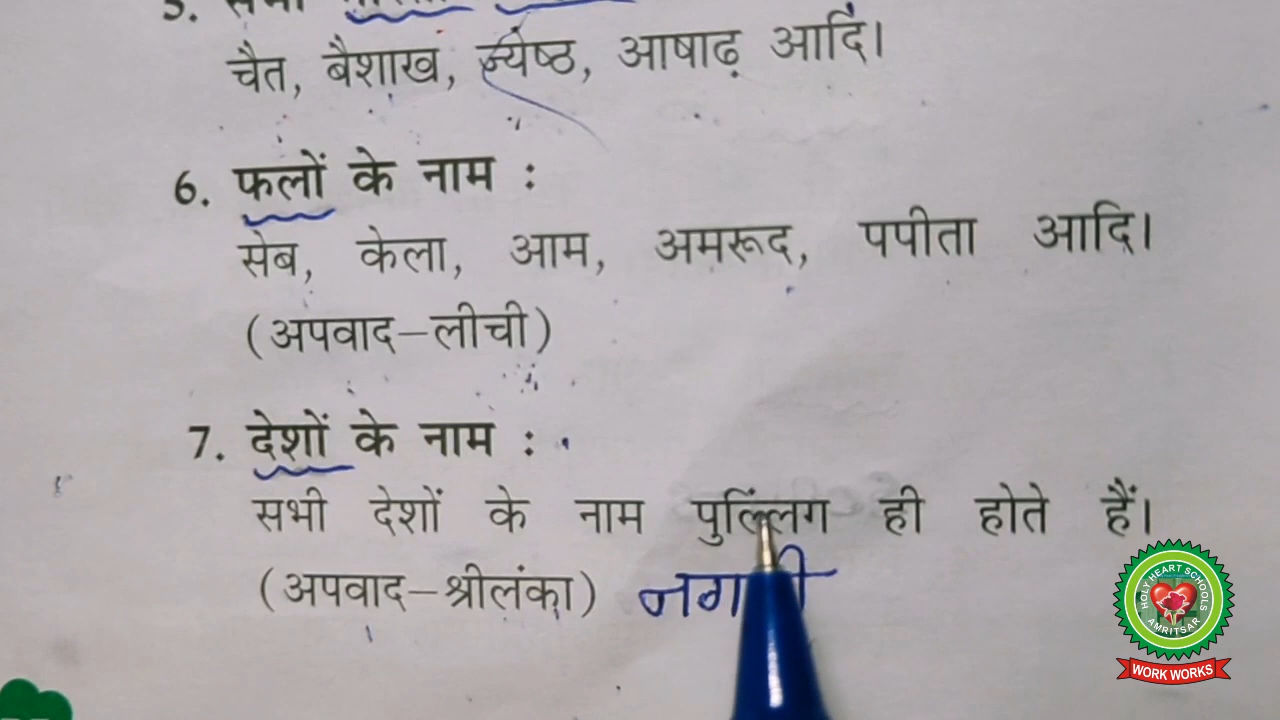 चैत, बैशाख, ज्येष्ठ, आषाढ़ आदि।
6. फलों के नाम :
सेब, केला, आम, अमरूद, पपीता आदि।
(अपवाद–लीची)
7. देशों के नाम :
सभी देशों के नाम पुल्लिंग ही होते हैं।
(अपवाद–श्रीलंका)
HOLY HEART SCHOOLS
AMRITSAR
WORK WORKS